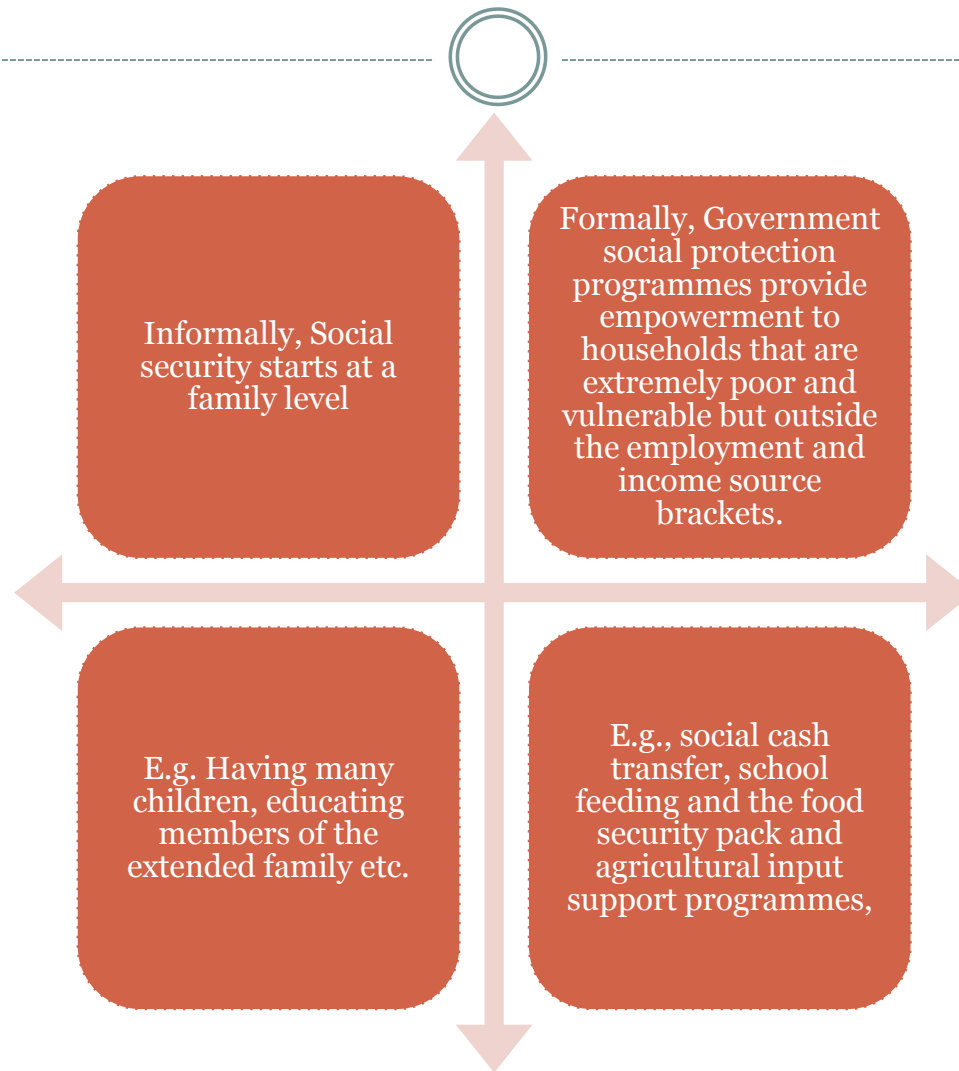 Informally, Social
security starts at a
family level
Formally, Government
social protection
programmes provide
empowerment to
households that are
extremely poor and
vulnerable but outside
the employment and
income source
brackets.
E.g. Having many
children, educating
members of the
extended family etc.
E.g., social cash
transfer, school
feeding and the food
security pack and
agricultural input
support programmes,